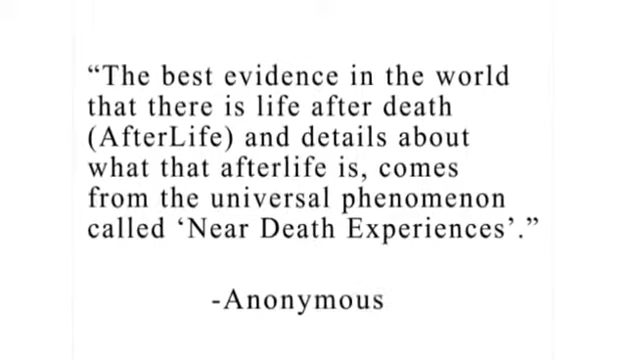 “The best evidence in the world
that there is life after death
(AfterLife) and details about
what that afterlife is, comes
from the universal phenomenon
called ‘Near Death Experiences’.”
-Anonymous